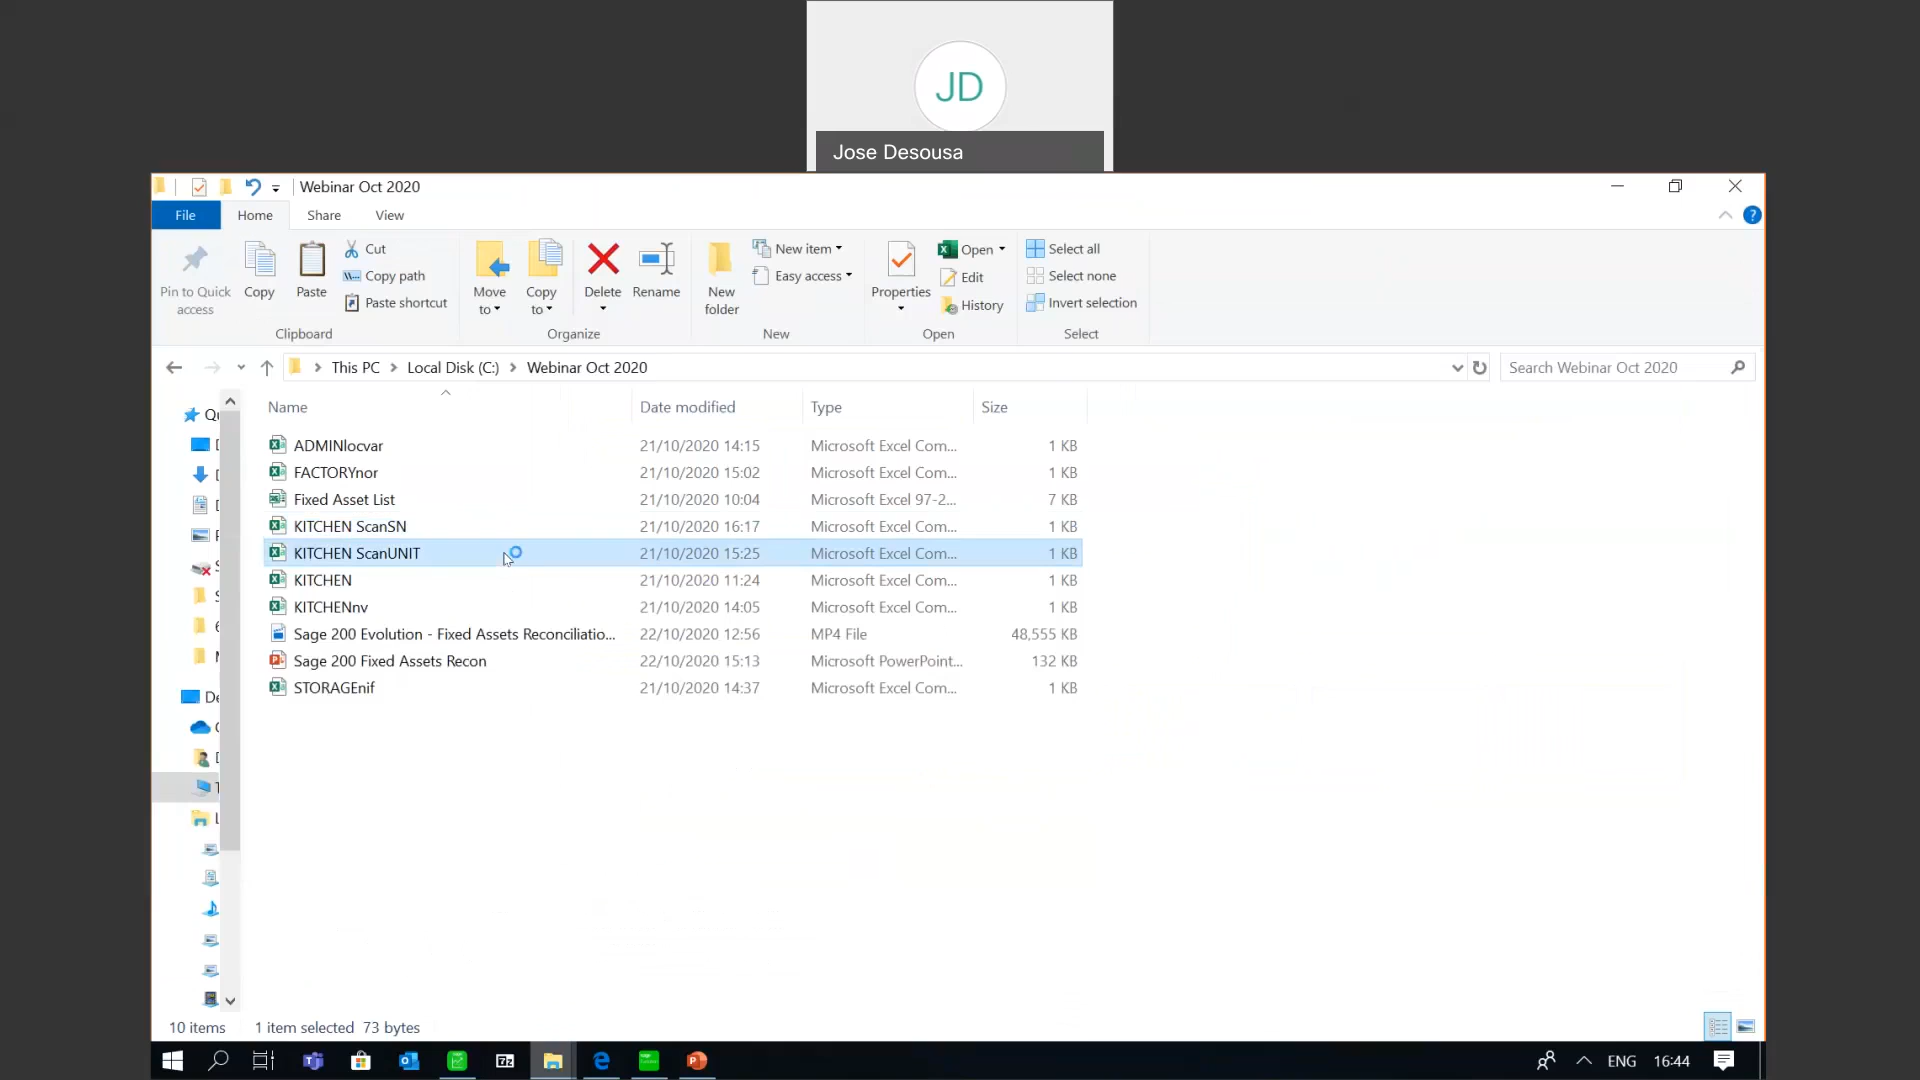 JD
Jose Desousa
Webinar Oct 2020
File Home Share View
Pin to Quick access
Copy
Paste
Cut
Copy path
Paste shortcut
Clipboard
Move to
Copy to
Delete
Rename
Organize
New folder
New item
Easy access
New
Properties
Open
Edit
History
Open
Select all
Select none
Invert selection
Select
This PC > Local Disk (C:) > Webinar Oct 2020
Search Webinar Oct 2020
Name Date modified Type Size
ADMINlocvar 21/10/2020 14:15 Microsoft Excel Com... 1 KB
FACTORYnor 21/10/2020 15:02 Microsoft Excel Com... 1 KB
Fixed Asset List 21/10/2020 10:04 Microsoft Excel 97-2... 7 KB
KITCHEN ScanSN 21/10/2020 16:17 Microsoft Excel Com... 1 KB
KITCHEN ScanUNIT 21/10/2020 15:25 Microsoft Excel Com... 1 KB
KITCHEN 21/10/2020 11:24 Microsoft Excel Com... 1 KB
KITCHENnv 21/10/2020 14:05 Microsoft Excel Com... 1 KB
Sage 200 Evolution - Fixed Assets Reconciliatio... 22/10/2020 12:56 MP4 File 48,555 KB
Sage 200 Fixed Assets Recon 22/10/2020 15:13 Microsoft PowerPoint... 132 KB
STORAGEnif 21/10/2020 14:37 Microsoft Excel Com... 1 KB
10 items 1 item selected 73 bytes
ENG 16:44